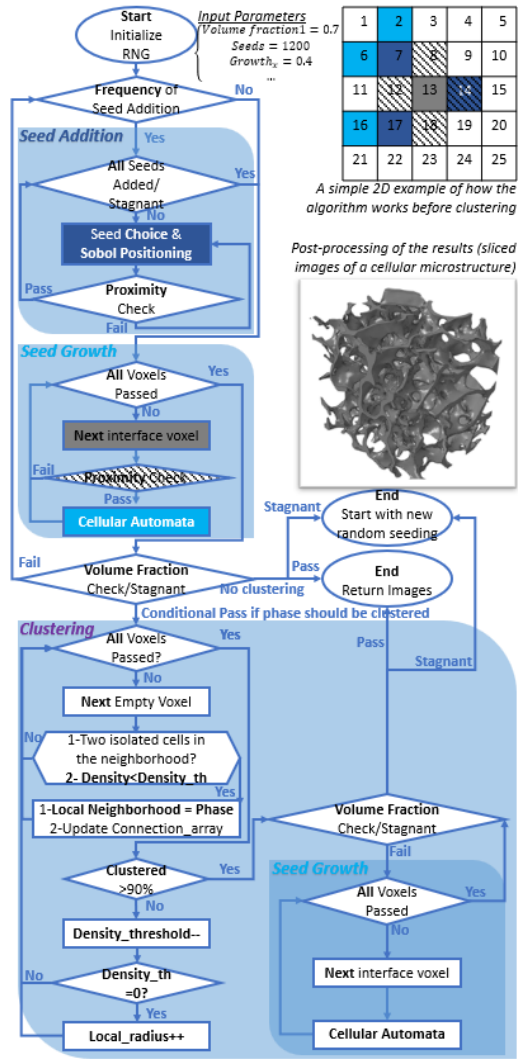 Start
Initialize
RNG
Input Parameters
Volume fraction1 = 0.7
Seeds = 1200
Growthₓ = 0.4
...
1 2 3 4 5
6 7 8 9 10
11 12 13 14 15
16 17 18 19 20
21 22 23 24 25
A simple 2D example of how the
algorithm works before clustering
Post-processing of the results (sliced
images of a cellular microstructure)
Frequency of
Seed Addition
No
Yes
Seed Addition
All Seeds
Added/
Stagnant
Yes
No
Seed Choice &
Sobol Positioning
Pass
Proximity
Check
Fail
Seed Growth
All Voxels
Passed
Yes
No
Next interface voxel
Fail
Proximity Check
Pass
Cellular Automata
Fail
Volume Fraction
Check/Stagnant
No clustering
Stagnant
End
Start with new
random seeding
Pass
End
Return Images
Conditional Pass if phase should be clustered
Pass
Stagnant
Clustering
All Voxels
Passed?
Yes
No
Next Empty Voxel
No
1-Two isolated cells in
the neighborhood?
2- Density<Density_th
Yes
1-Local Neighborhood = Phase
2-Update Connection_array
Clustered
>90%
Yes
No
Density_threshold--
No
Density_th
=0?
Yes
Local_radius++
Volume Fraction
Check/Stagnant
Fail
Seed Growth
All Voxels
Passed
Yes
No
Next interface voxel
Cellular Automata